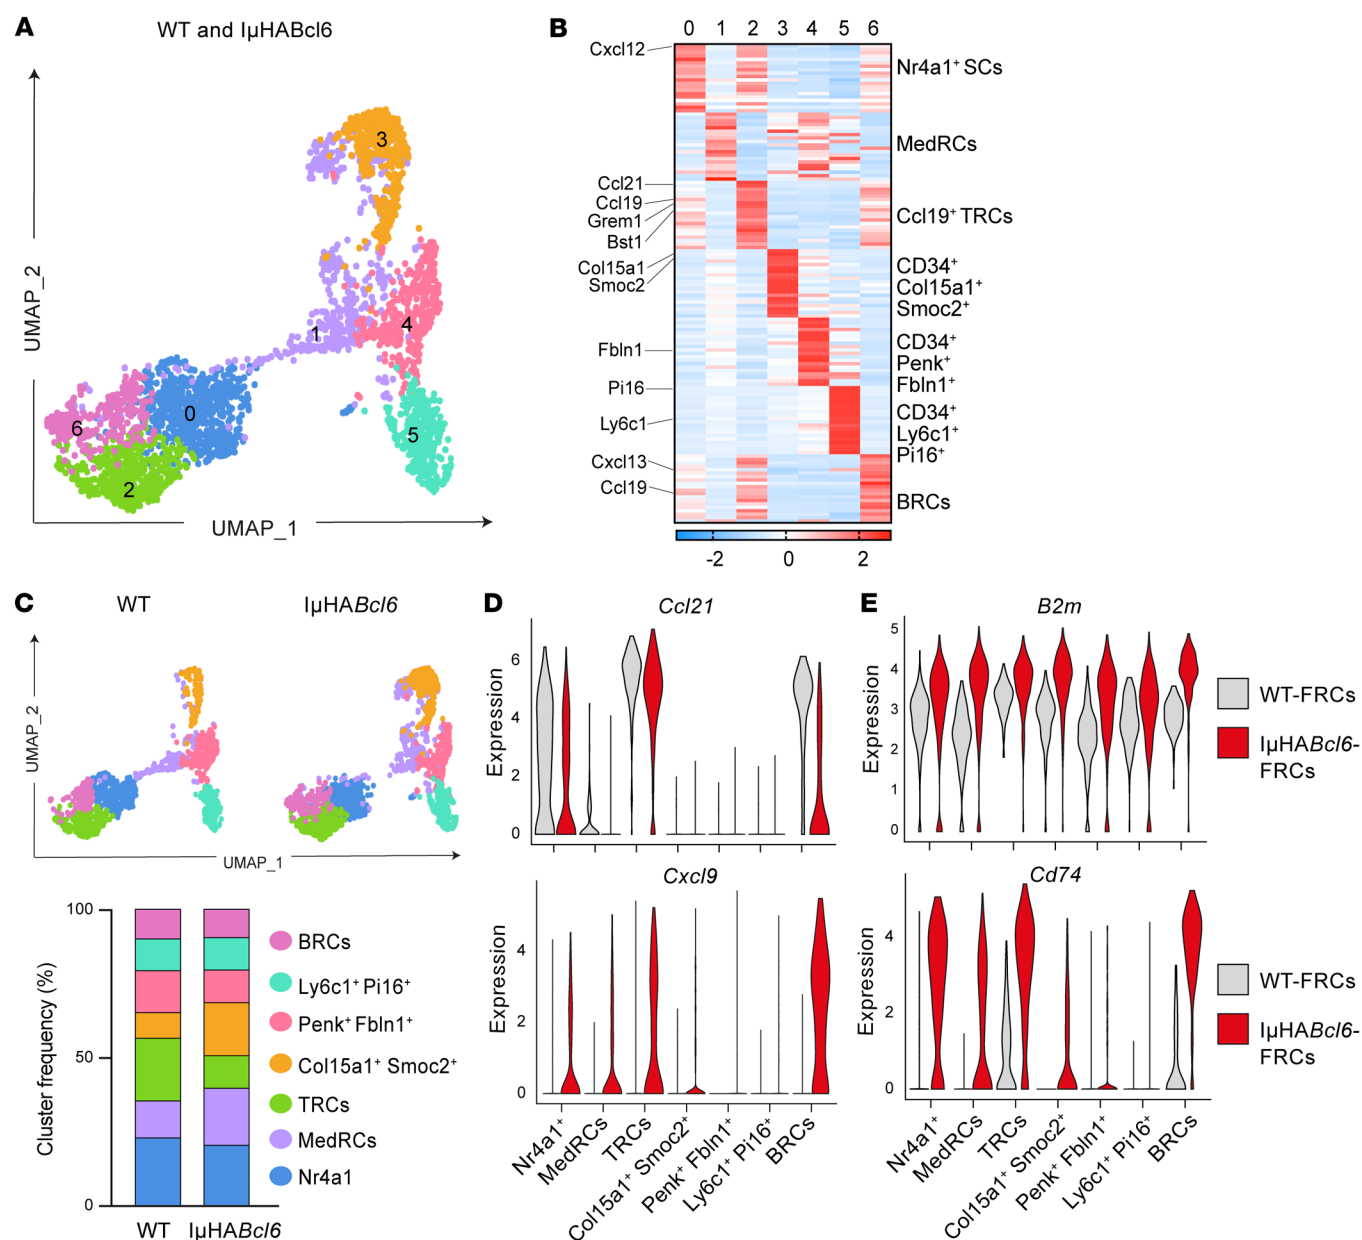 A
WT and IµHABcl6
UMAP_2
UMAP_1
3
1
4
0
6
5
2
B
0 1 2 3 4 5 6
Cxcl12
Ccl21
Ccl19
Grem1
Bst1
Col15a1
Smoc2
Fbln1
Pi16
Ly6c1
Cxcl13
Ccl19
Nr4a1⁺ SCs
MedRCs
Ccl19⁺ TRCs
CD34⁺
Col15a1⁺
Smoc2⁺
CD34⁺
Penk⁺
Fbln1⁺
CD34⁺
Ly6c1⁺
Pi16⁺
BRCs
-2 0 2
C
WT
IµHABcl6
UMAP_2
UMAP_1
Cluster frequency (%)
100
50
0
WT
IµHABcl6
BRCs
Ly6c1⁺ Pi16⁺
Penk⁺ Fbln1⁺
Col15a1⁺ Smoc2⁺
TRCs
MedRCs
Nr4a1
D
Ccl21
Expression
6
4
2
0
Cxcl9
Expression
4
2
0
Nr4a1⁺
MedRCs
TRCs
Col15a1⁺ Smoc2⁺
Penk⁺ Fbln1⁺
Ly6c1⁺ Pi16⁺
BRCs
E
B2m
Expression
5
4
3
2
1
0
WT-FRCs
IµHABcl6-
FRCs
Cd74
Expression
4
2
0
Nr4a1⁺
MedRCs
TRCs
Col15a1⁺ Smoc2⁺
Penk⁺ Fbln1⁺
Ly6c1⁺ Pi16⁺
BRCs
WT-FRCs
IµHABcl6-
FRCs